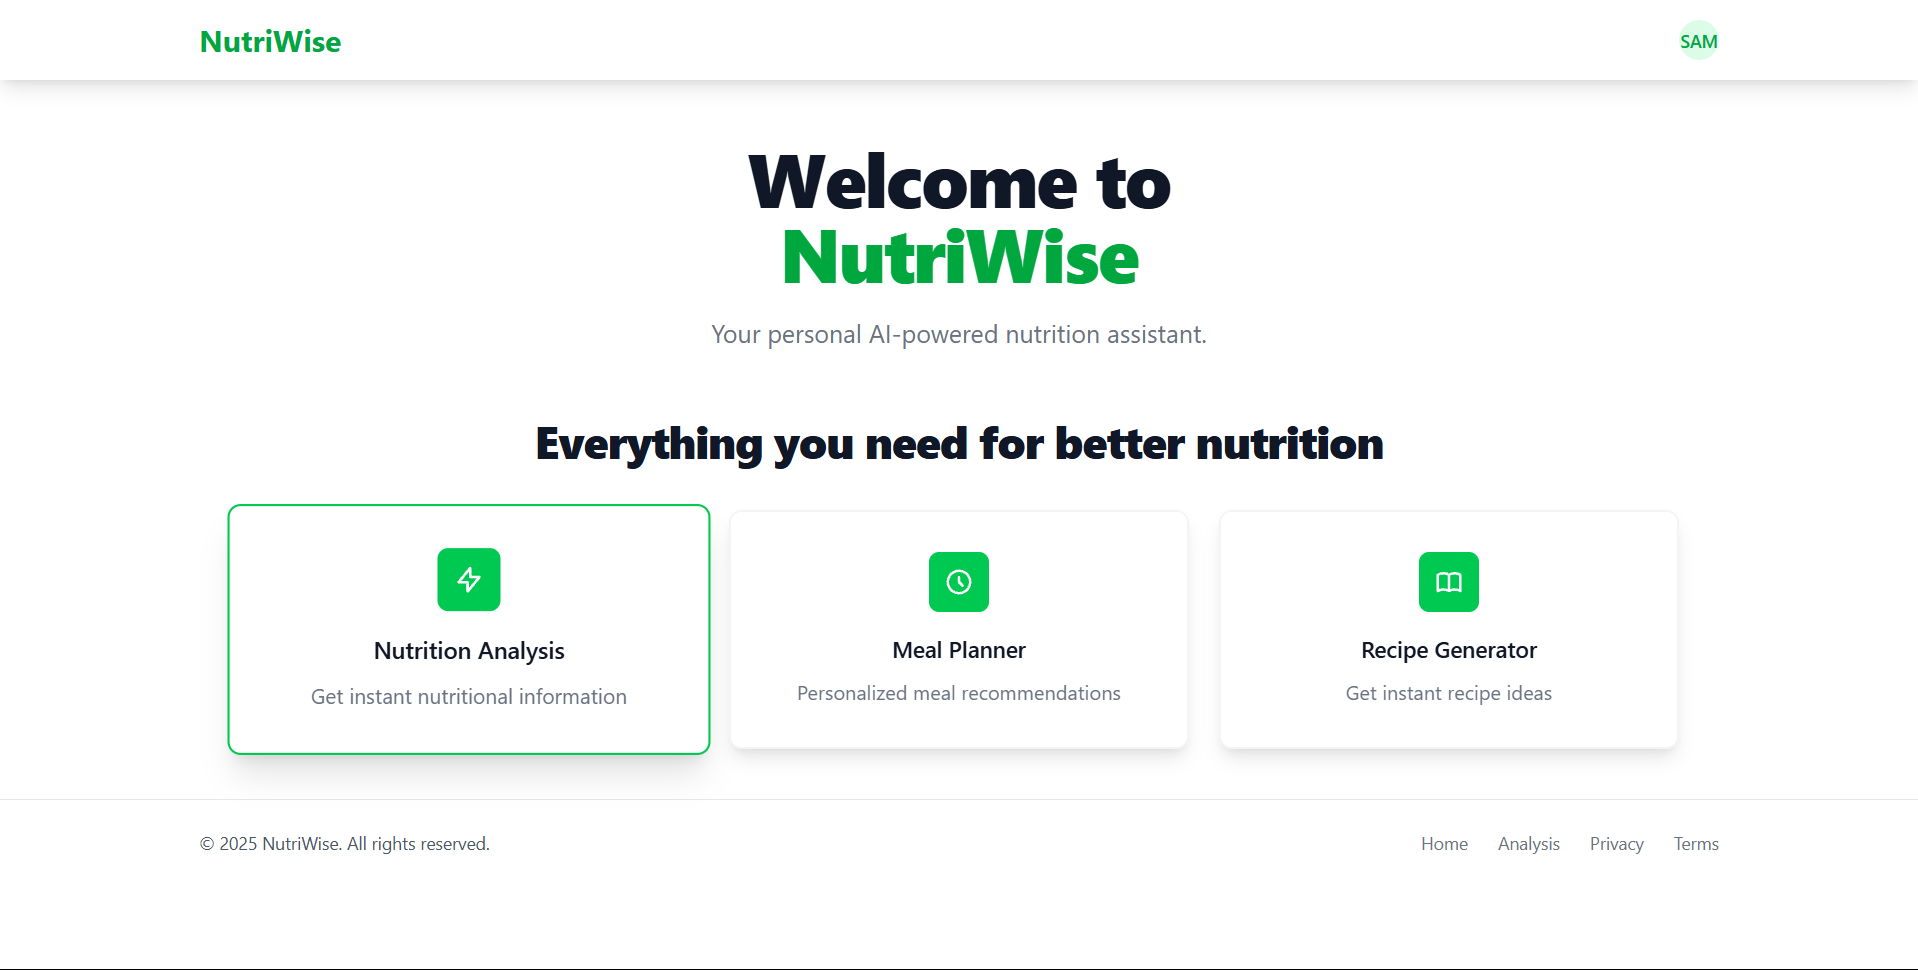 NutriWise
SAM
Welcome to
NutriWise
Your personal AI-powered nutrition assistant.
Everything you need for better nutrition
Nutrition Analysis
Get instant nutritional information
Meal Planner
Personalized meal recommendations
Recipe Generator
Get instant recipe ideas
© 2025 NutriWise. All rights reserved.
Home Analysis Privacy Terms